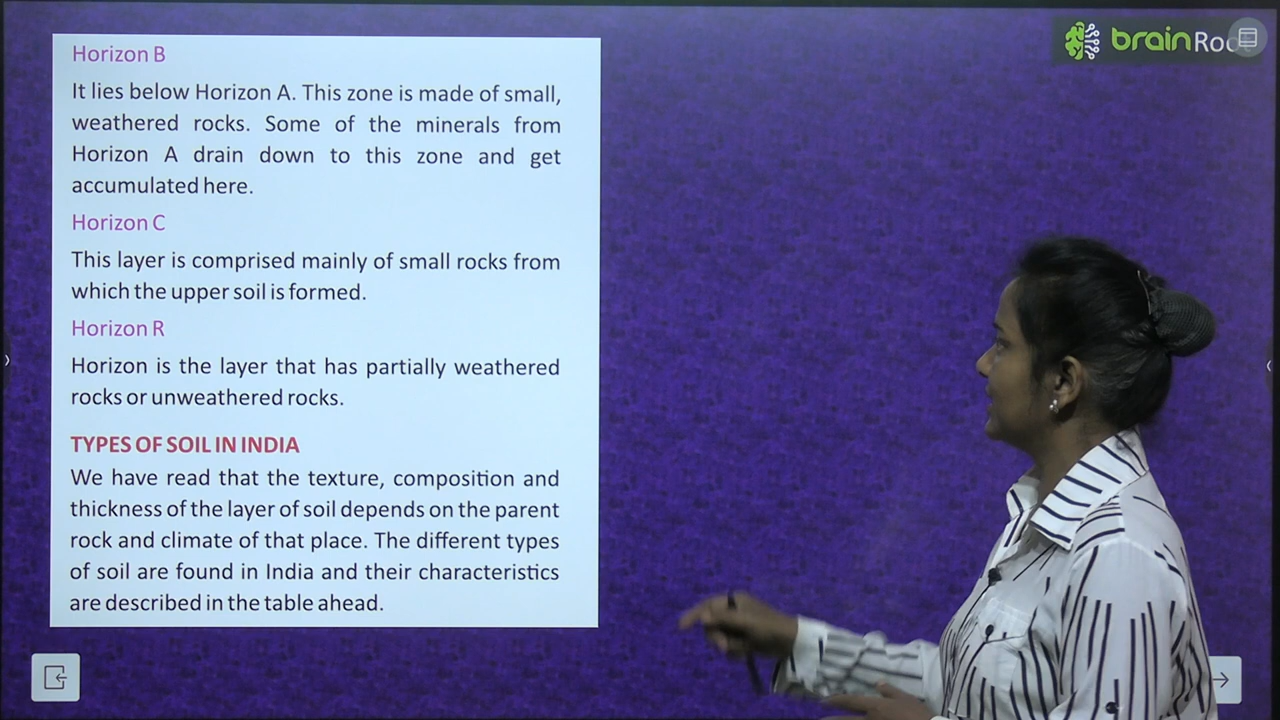 brain
Horizon B
It lies below Horizon A. This zone is made of small,
weathered rocks. Some of the minerals from
Horizon A drain down to this zone and get
accumulated here.
Horizon C
This layer is comprised mainly of small rocks from
which the upper soil is formed.
Horizon R
Horizon is the layer that has partially weathered
rocks or unweathered rocks.
TYPES OF SOIL IN INDIA
We have read that the texture, composition and
thickness of the layer of soil depends on the parent
rock and climate of that place. The different types
of soil are found in India and their characteristics
are described in the table ahead.